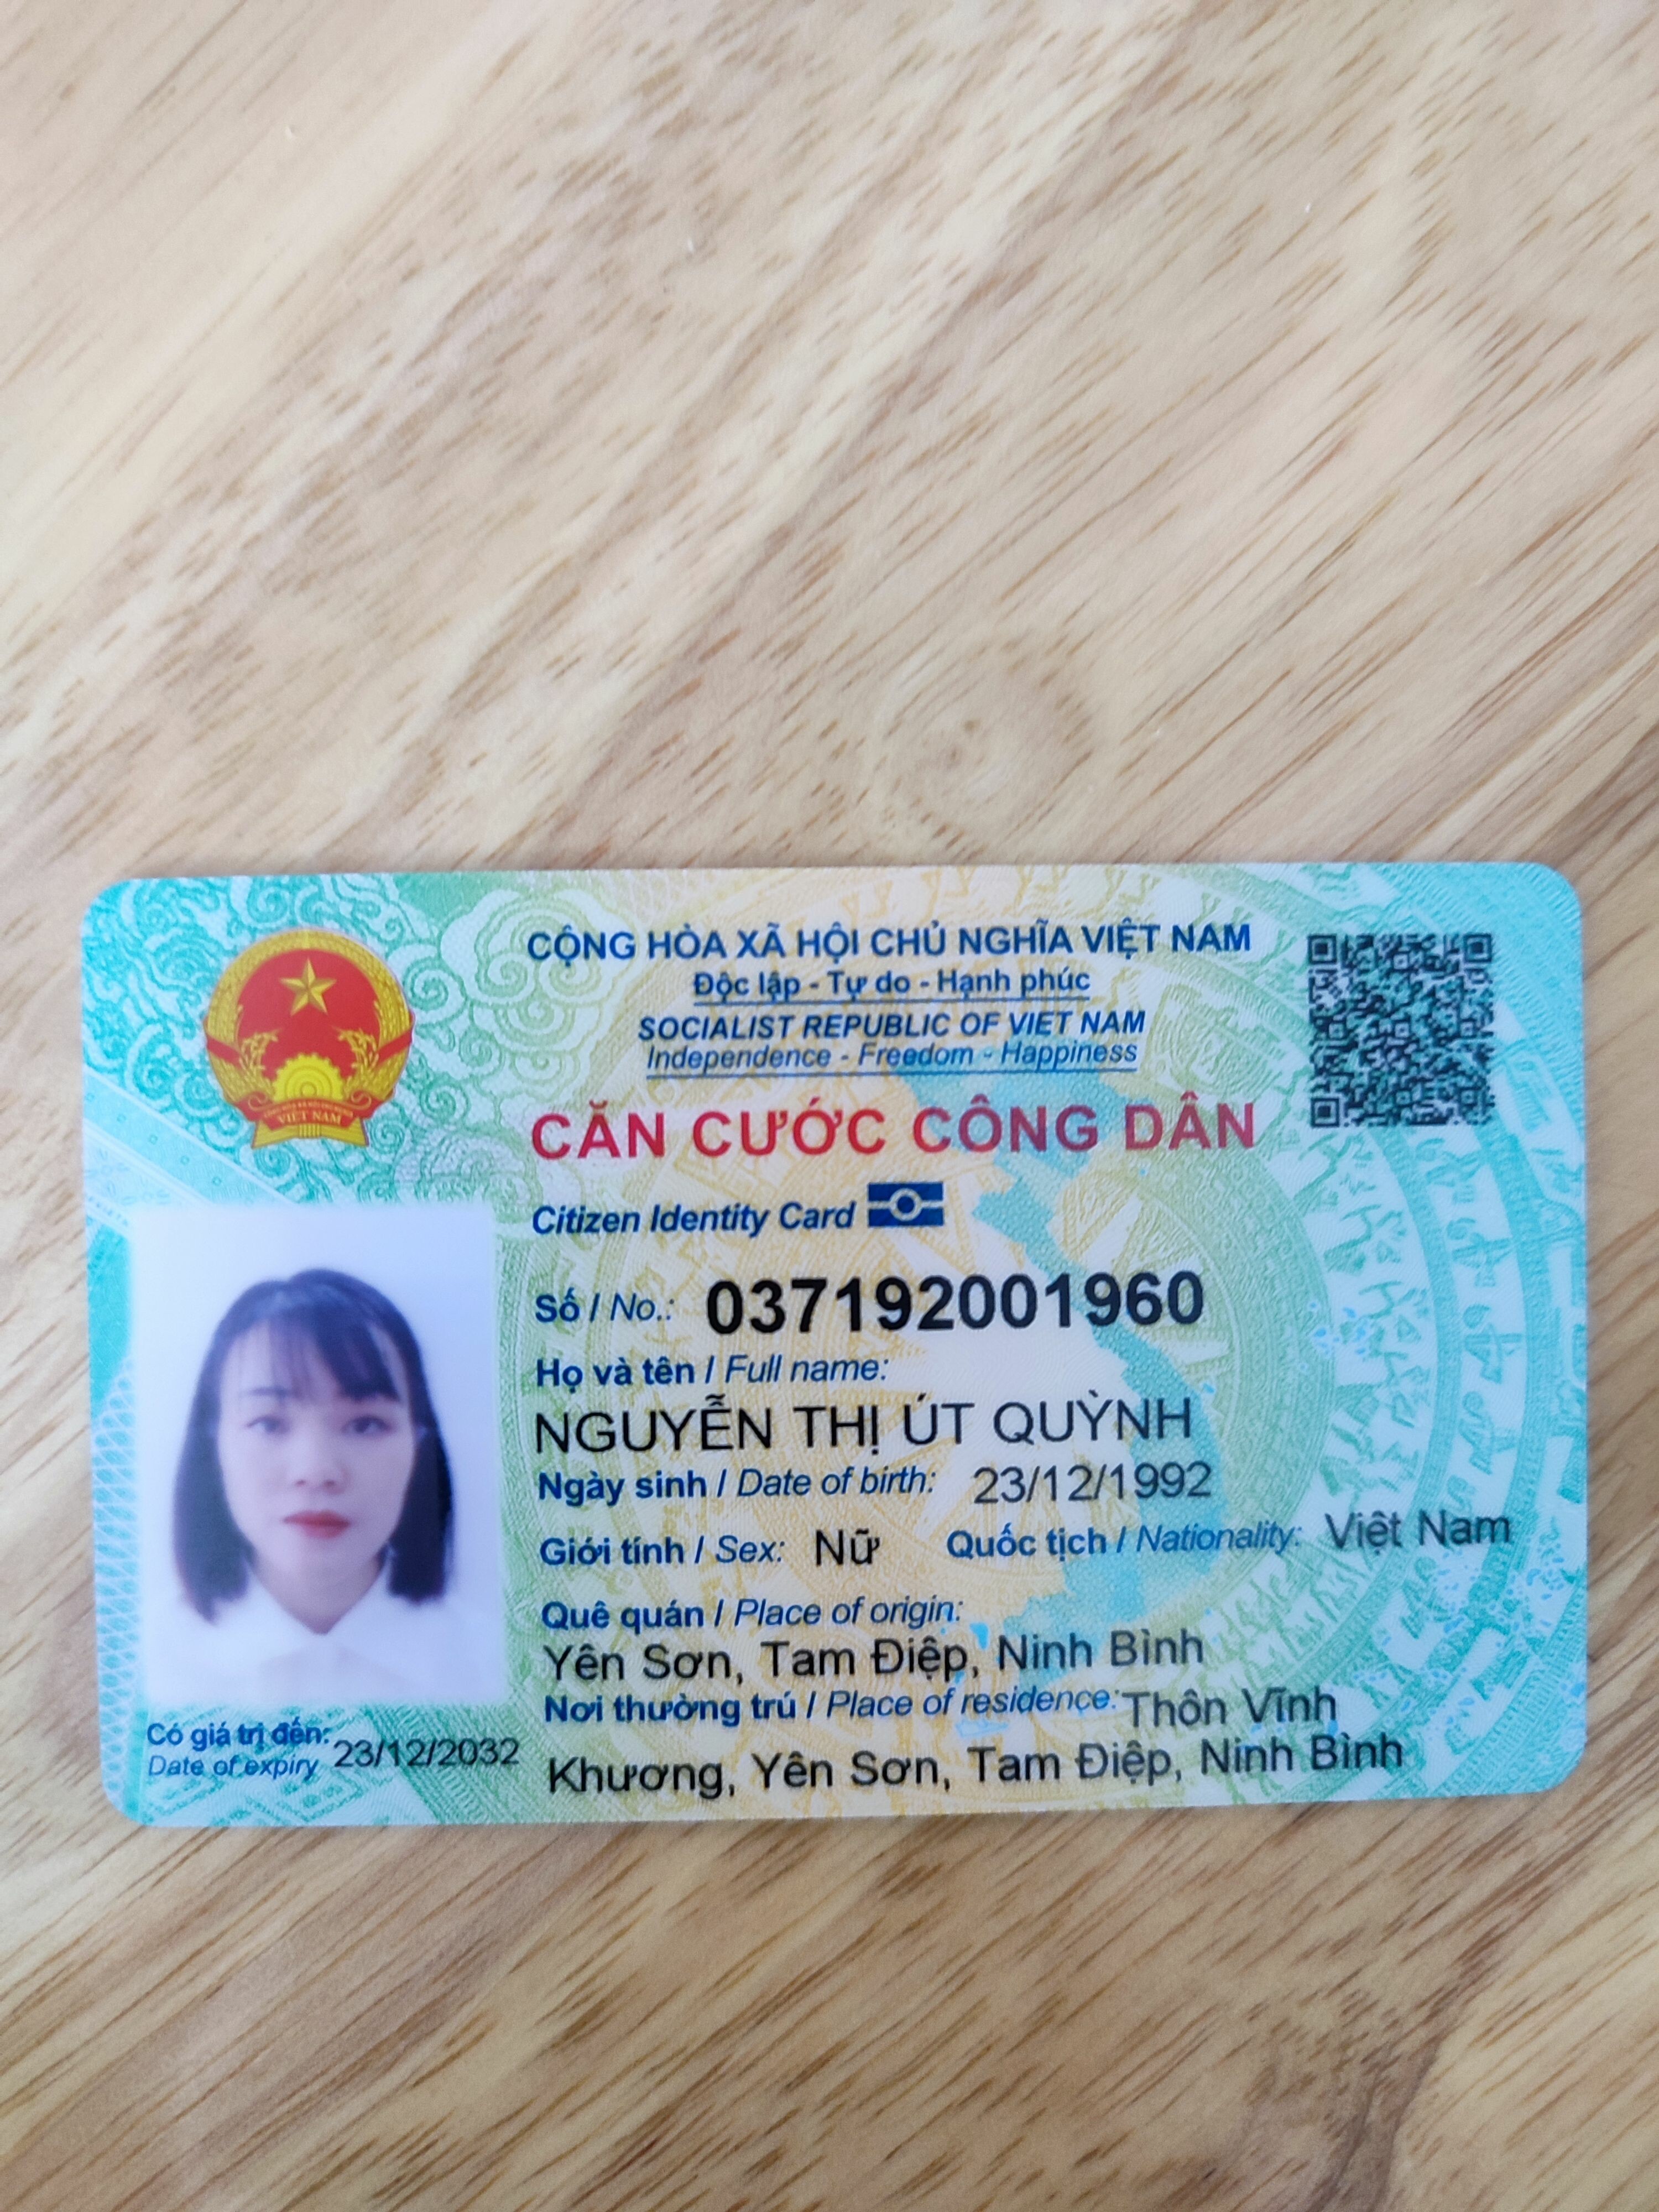 CỘNG HÒA XÃ HỘI CHỦ NGHĨA VIỆT NAM
Độc lập - Tự do - Hạnh phúc
SOCIALIST REPUBLIC OF VIET NAM
Independence - Freedom - Happiness
CĂN CƯỚC CÔNG DÂN
Citizen Identity Card
Số / No.: 037192001960
Họ và tên / Full name:
NGUYỄN THỊ ÚT QUỲNH
Ngày sinh / Date of birth: 23/12/1992
Giới tính / Sex: Nữ Quốc tịch / Nationality: Việt Nam
Quê quán / Place of origin:
Yên Sơn, Tam Điệp, Ninh Bình
Nơi thường trú / Place of residence: Thôn Vĩnh
Khương, Yên Sơn, Tam Điệp, Ninh Bình
Có giá trị đến: 23/12/2032
Date of expiry
VIỆT NAM